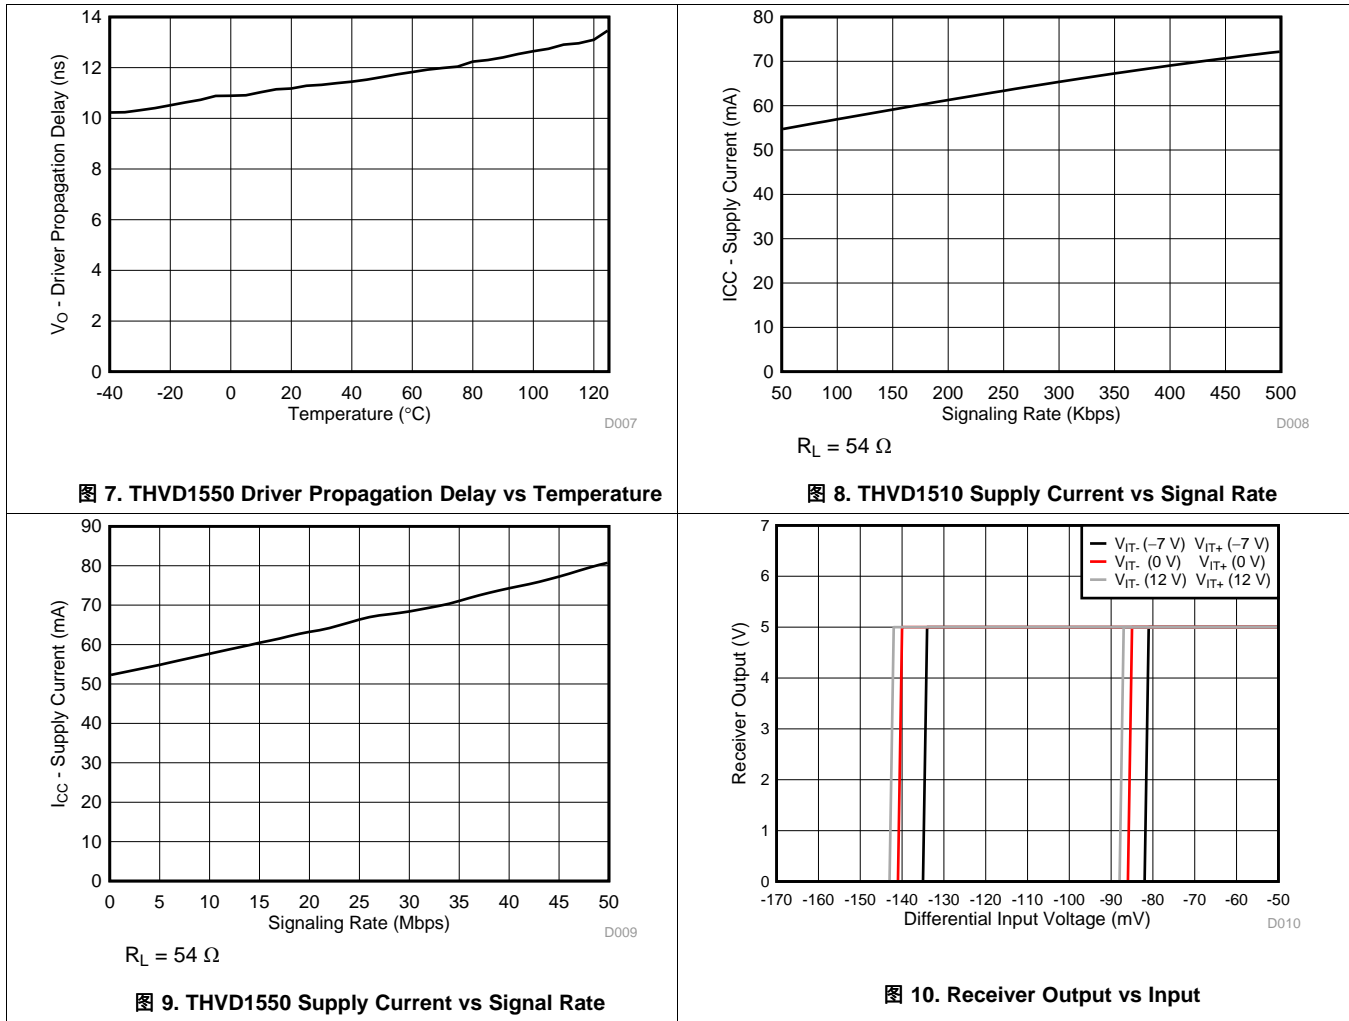 14
12
10
8
6
4
2
0
VO - Driver Propagation Delay (ns)
-40 -20 0 20 40 60 80 100 120
Temperature (°C)
D007
图 7. THVD1550 Driver Propagation Delay vs Temperature
80
70
60
50
40
30
20
10
0
ICC - Supply Current (mA)
50 100 150 200 250 300 350 400 450 500
Signaling Rate (Kbps)
D008
RL = 54 Ω
图 8. THVD1510 Supply Current vs Signal Rate
90
80
70
60
50
40
30
20
10
0
ICC - Supply Current (mA)
0 5 10 15 20 25 30 35 40 45 50
Signaling Rate (Mbps)
D009
RL = 54 Ω
图 9. THVD1550 Supply Current vs Signal Rate
7
6
5
4
3
2
1
0
Receiver Output (V)
VIT- (−7 V) VIT+ (−7 V)
VIT- (0 V) VIT+ (0 V)
VIT- (12 V) VIT+ (12 V)
-170 -160 -150 -140 -130 -120 -110 -100 -90 -80 -70 -60 -50
Differential Input Voltage (mV)
D010
图 10. Receiver Output vs Input